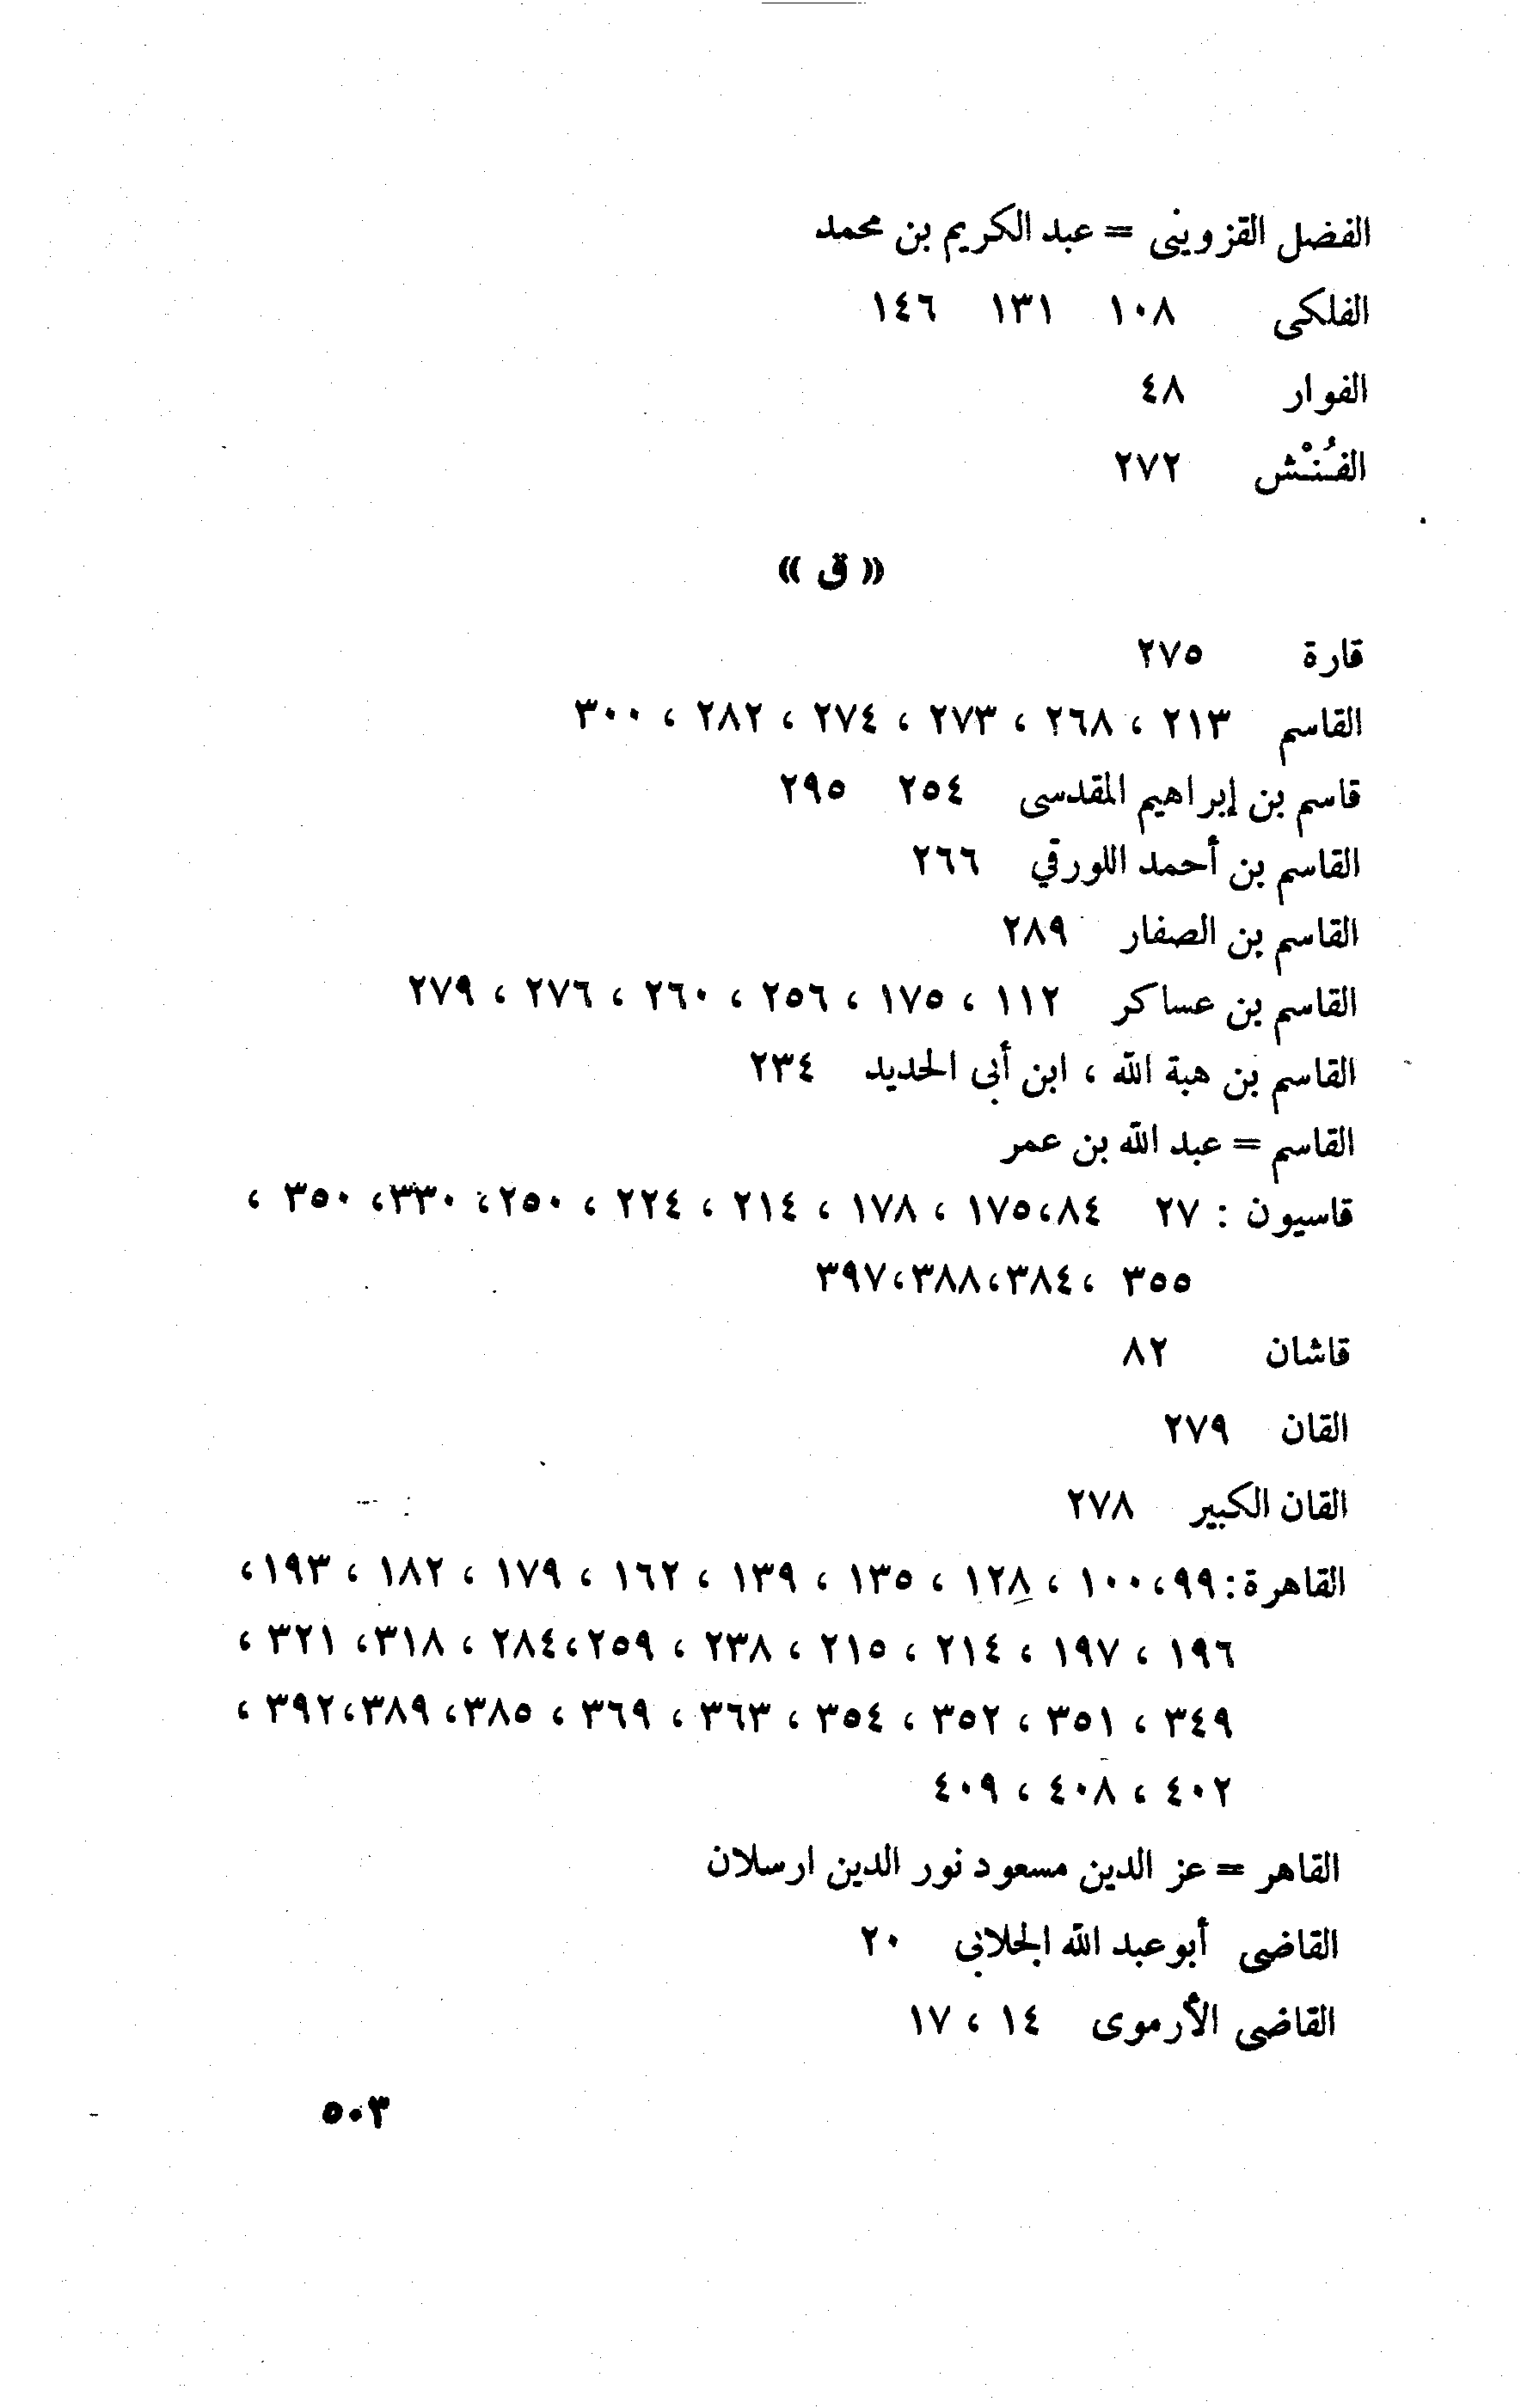 الفضل القزوينى = عبد الكريم بن محمد
الفلكى ١٠٨ ١٣١ ١٤٦
الفوار ٤٨
الفُنْش ٢٧٢
« ق »
قارة ٢٧٥
القاسم ٢١٣ ، ٢٦٨ ، ٢٧٣ ، ٢٧٤ ، ٢٨٢ ، ٣٠٠
قاسم بن إبراهيم المقدسى ٢٥٤ ٢٩٥
القاسم بن أحمد اللورقي ٢٦٦
القاسم بن الصفار ٢٨٩
القاسم بن عساكر ١١٢ ، ١٧٥ ، ٢٥٦ ، ٢٦٠ ، ٢٧٦ ، ٢٧٩
القاسم بن هبة الله ، ابن أبى الحديد ٢٣٤
القاسم = عبد الله بن عمر
قاسيون : ٢٧ ٨٤،١٧٥ ، ١٧٨ ، ٢١٤ ، ٢٢٤ ، ٢٥٠، ٣٣٠، ٣٥٠ ،
٣٥٥ ،٣٨٤،٣٨٨،٣٩٧
قاشان ٨٢
القان ٢٧٩
القان الكبير ٢٧٨
القاهرة : ٩٩،١٠٠ ، ١٢٨ ، ١٣٥ ، ١٣٩ ، ١٦٢ ، ١٧٩ ، ١٨٢ ، ١٩٣،
١٩٦ ، ١٩٧ ، ٢١٤ ، ٢١٥ ، ٢٣٨ ، ٢٥٩،٢٨٤ ، ٣١٨، ٣٢١ ،
٣٤٩ ، ٣٥١ ، ٣٥٢ ، ٣٥٤ ، ٣٦٣ ، ٣٦٩ ، ٣٨٥، ٣٨٩،٣٩٢ ،
٤٠٢ ، ٤٠٨ ، ٤٠٩
القاهر = عز الدين مسعود نور الدين ارسلان
القاضى أبو عبد الله الجلابى ٢٠
القاضى الأرموى ١٤ ، ١٧
٥٠٣